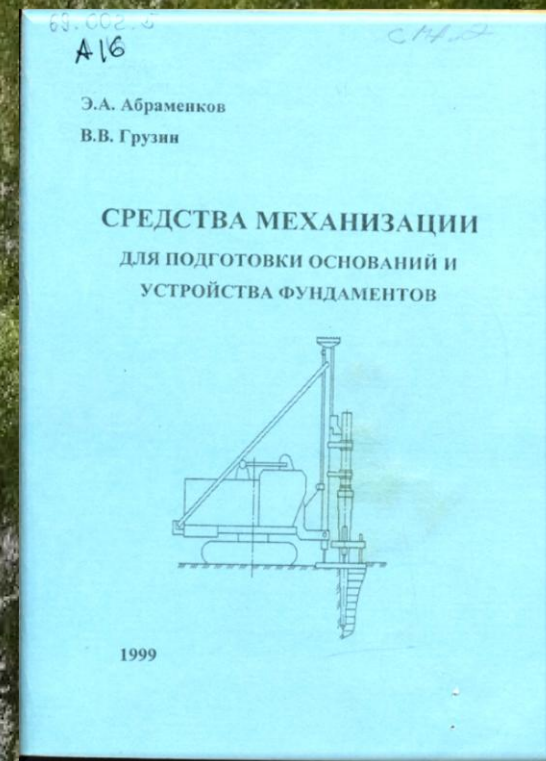 А16
Э.А. Абраменков
В.В. Грузин
СРЕДСТВА МЕХАНИЗАЦИИ
ДЛЯ ПОДГОТОВКИ ОСНОВАНИЙ И
УСТРОЙСТВА ФУНДАМЕНТОВ
1999